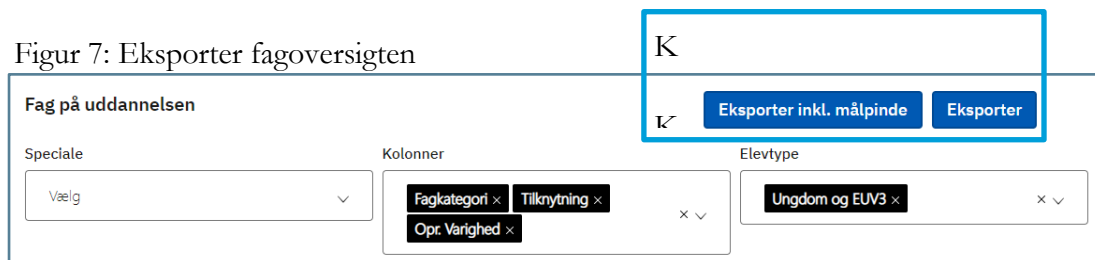 K
Figur 7: Eksporter fagoversigten
Fag på uddannelsen
K
Eksporter inkl. målpinde
Eksporter
Speciale
Kolonner
Elevtype
Vælg
Fagkategori ×
Tilknytning ×
Opr. Varighed ×
Ungdom og EUV3 ×